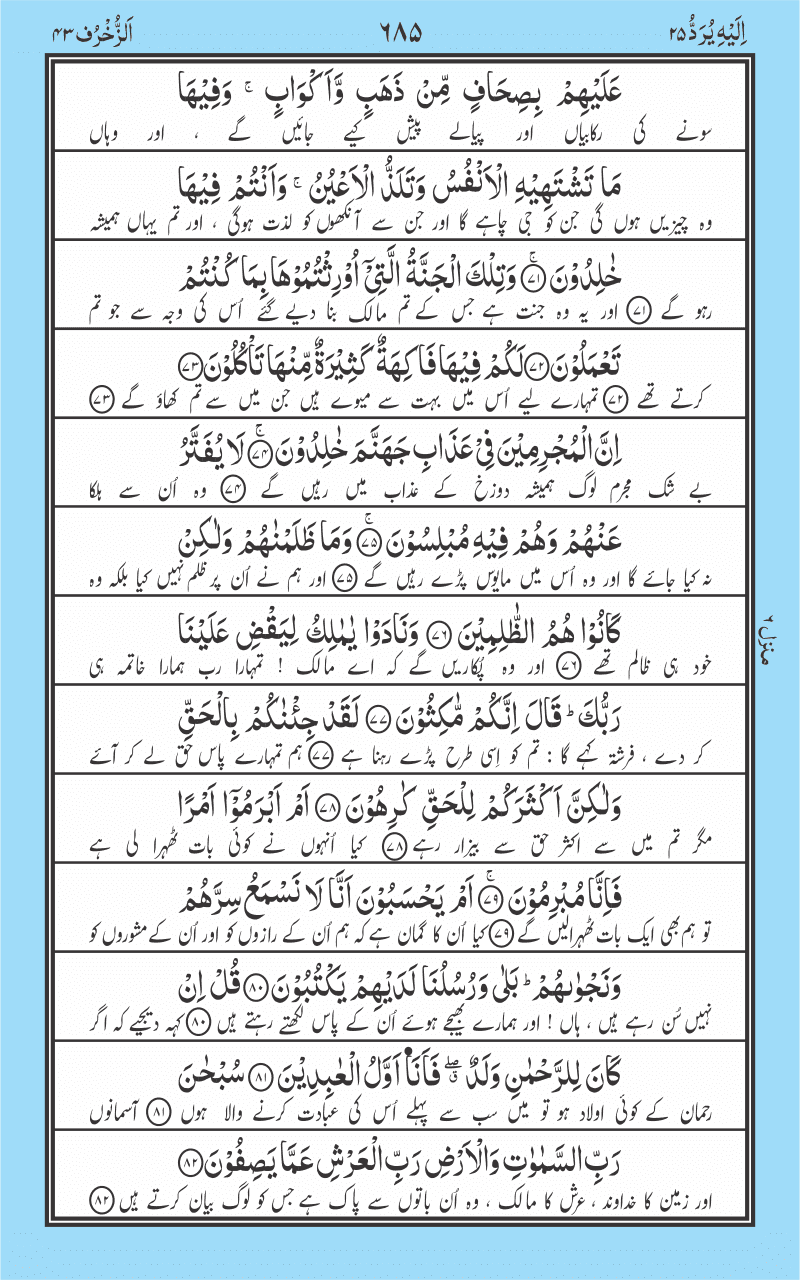 اِلَيْهِ يُرَدُّ ٢٥ ٦٨٥ اَلزُّخْرُف ٤٣
عَلَيْهِمْ بِصِحَافٍ مِّنْ ذَهَبٍ وَّاَكْوَابٍ ۚ وَفِيْهَا
سونے کی رکابیاں اور پیالے پیش کیے جائیں گے ، اور وہاں
مَا تَشْتَهِيْهِ الْاَنْفُسُ وَتَلَذُّ الْاَعْيُنُ ۚ وَاَنْتُمْ فِيْهَا
وہ چیزیں ہوں گی جن کو جی چاہے گا اور جن سے آنکھوں کو لذت ہوگی ، اور تم یہاں ہمیشہ
خٰلِدُوْنَ ۚ ﴿٧١﴾ وَتِلْكَ الْجَنَّةُ الَّتِيْٓ اُوْرِثْتُمُوْهَا بِمَا كُنْتُمْ
رہو گے ﴿٧١﴾ اور یہ وہ جنت ہے جس کے تم مالک بنا دیے گئے اُس کی وجہ سے جو تم
تَعْمَلُوْنَ ﴿٧٢﴾ لَكُمْ فِيْهَا فَاكِهَةٌ كَثِيْرَةٌ مِّنْهَا تَاْكُلُوْنَ ﴿٧٣﴾
کرتے تھے ﴿٧٢﴾ تمہارے لیے اُس میں بہت سے میوے ہیں جن میں سے تم کھاؤ گے ﴿٧٣﴾
اِنَّ الْمُجْرِمِيْنَ فِيْ عَذَابِ جَهَنَّمَ خٰلِدُوْنَ ۚ ﴿٧٤﴾ لَا يُفَتَّرُ
بے شک مجرم لوگ ہمیشہ دوزخ کے عذاب میں رہیں گے ﴿٧٤﴾ وہ اُن سے ہلکا
عَنْهُمْ وَهُمْ فِيْهِ مُبْلِسُوْنَ ۚ ﴿٧٥﴾ وَمَا ظَلَمْنٰهُمْ وَلٰكِنْ
نہ کیا جائے گا اور وہ اُس میں مایوس پڑے رہیں گے ﴿٧٥﴾ اور ہم نے اُن پر ظلم نہیں کیا بلکہ وہ
كَانُوْا هُمُ الظّٰلِمِيْنَ ﴿٧٦﴾ وَنَادَوْا يٰمٰلِكُ لِيَقْضِ عَلَيْنَا
خود ہی ظالم تھے ﴿٧٦﴾ اور وہ پُکاریں گے کہ اے مالک ! تمہارا رب ہمارا خاتمہ ہی
رَبُّكَ ؕ قَالَ اِنَّكُمْ مّٰكِثُوْنَ ﴿٧٧﴾ لَقَدْ جِئْنٰكُمْ بِالْحَقِّ
کر دے ، فرشتہ کہے گا : تم کو اِسی طرح پڑے رہنا ہے ﴿٧٧﴾ ہم تمہارے پاس حق لے کر آئے
وَلٰكِنَّ اَكْثَرَكُمْ لِلْحَقِّ كٰرِهُوْنَ ﴿٧٨﴾ اَمْ اَبْرَمُوْٓا اَمْرًا
مگر تم میں سے اکثر حق سے بیزار رہے ﴿٧٨﴾ کیا اُنہوں نے کوئی بات ٹھہرا لی ہے
فَاِنَّا مُبْرِمُوْنَ ۚ ﴿٧٩﴾ اَمْ يَحْسَبُوْنَ اَنَّا لَا نَسْمَعُ سِرَّهُمْ
تو ہم بھی ایک بات ٹھہرالیں گے ﴿٧٩﴾ کیا اُن کا گمان ہے کہ ہم اُن کے رازوں کو اور اُن کے مشوروں کو
وَنَجْوٰىهُمْ ؕ بَلٰى وَرُسُلُنَا لَدَيْهِمْ يَكْتُبُوْنَ ﴿٨٠﴾ قُلْ اِنْ
نہیں سُن رہے ہیں ، ہاں ! اور ہمارے بھیجے ہوئے اُن کے پاس لکھتے رہتے ہیں ﴿٨٠﴾ کہہ دیجیے کہ اگر
كَانَ لِلرَّحْمٰنِ وَلَدٌ ۖ ۗ فَاَنَا اَوَّلُ الْعٰبِدِيْنَ ﴿٨١﴾ سُبْحٰنَ
رحمان کے کوئی اولاد ہو تو میں سب سے پہلے اُس کی عبادت کرنے والا ہوں ﴿٨١﴾ آسمانوں
رَبِّ السَّمٰوٰتِ وَالْاَرْضِ رَبِّ الْعَرْشِ عَمَّا يَصِفُوْنَ ﴿٨٢﴾
اور زمین کا خداوند ، عرش کا مالک ، وہ اُن باتوں سے پاک ہے جس کو لوگ بیان کرتے ہیں ﴿٨٢﴾
منزل ٦